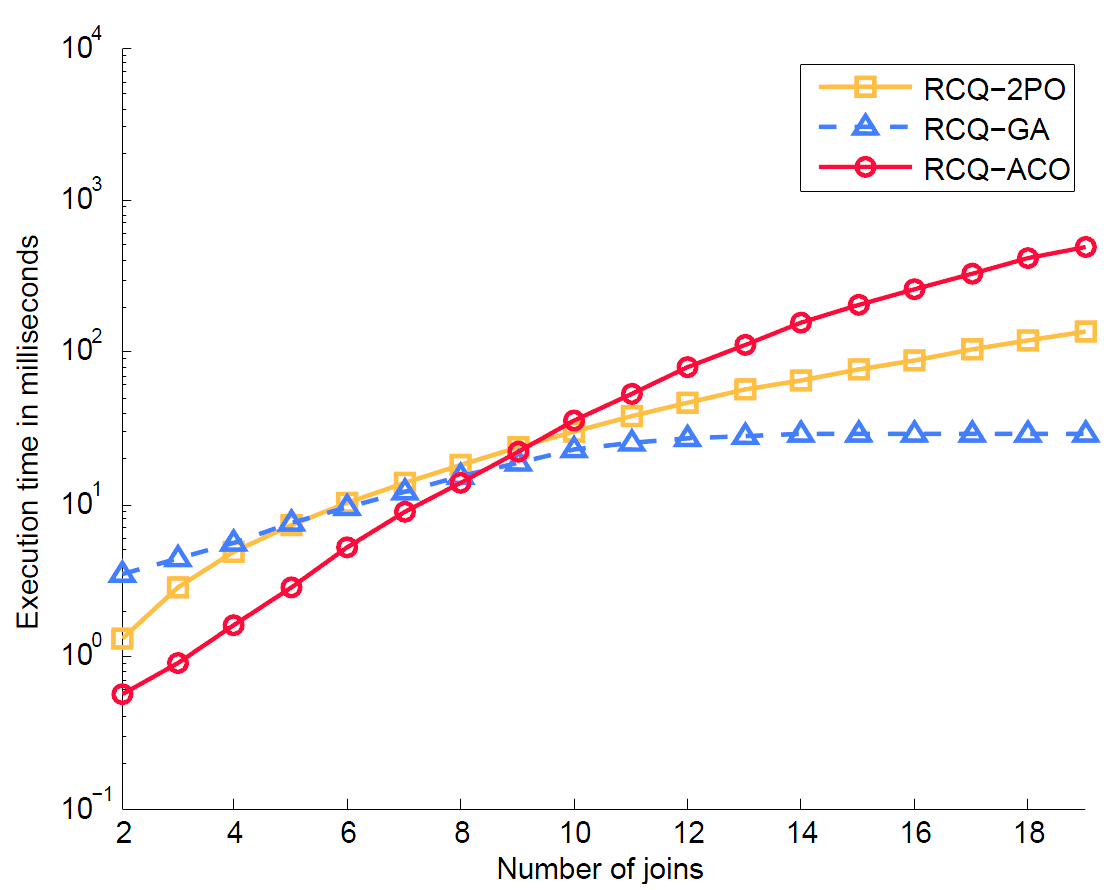 10^4
10^3
10^2
10^1
10^0
10^−1
Execution time in milliseconds
RCQ−2PO
RCQ−GA
RCQ−ACO
2 4 6 8 10 12 14 16 18
Number of joins